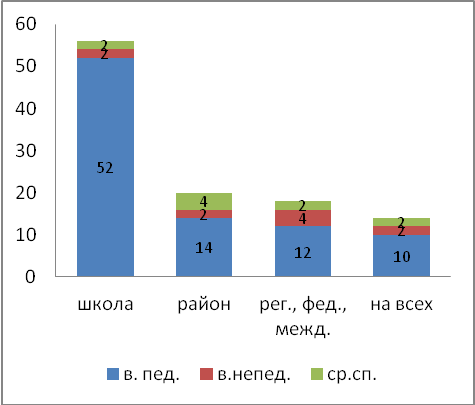 60
50
40
30
20
10
0
2
2
52
4
2
14
2
4
12
2
2
10
школа
район
рег., фед.,
межд.
на всех
в. пед.
в.непед.
ср.сп.